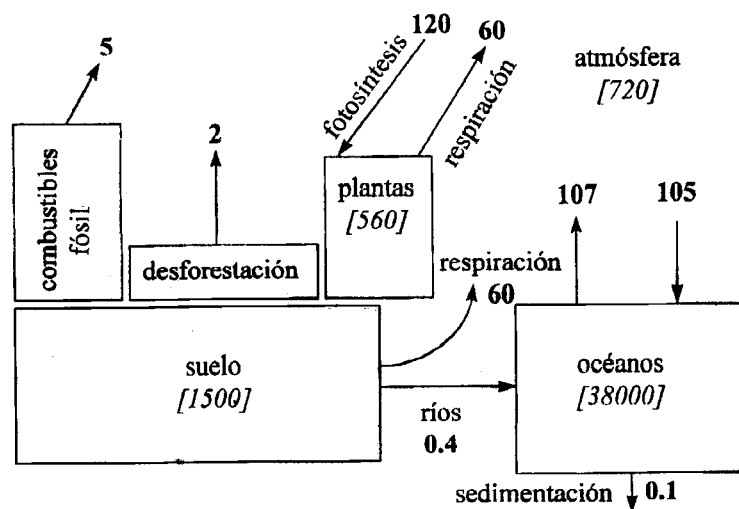 5
120
60
atmósfera
[720]
fotosíntesis
respiración
2
combustibles
fósil
desforestación
plantas
[560]
107
105
respiración
60
suelo
[1500]
océanos
[38000]
ríos
0.4
sedimentación
0.1